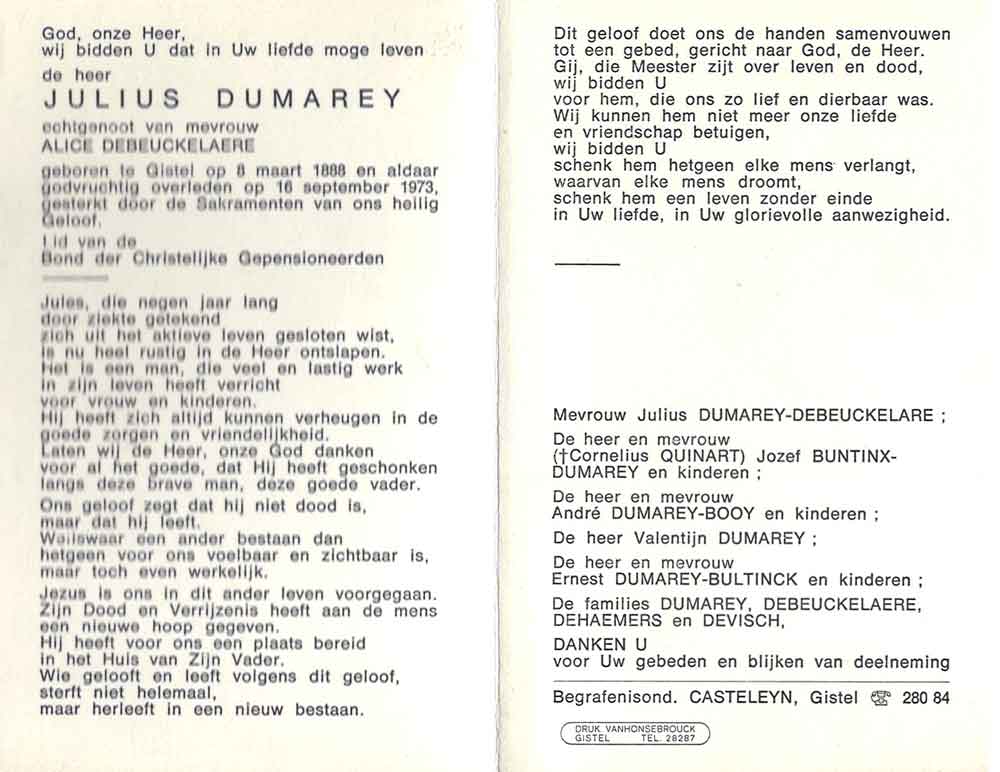 God, onze Heer,
wij bidden U dat in Uw liefde moge leven
de heer
JULIUS DUMAREY
echtgenoot van mevrouw
ALICE DEBEUCKELAERE
geboren te Gistel op 8 maart 1888 en aldaar
godvruchtig overleden op 16 september 1973,
gesterkt door de Sakramenten van ons heilig
Geloof.
Lid van de
Bond der Christelijke Gepensioneerden
Jules, die negen jaar lang
door ziekte getekend
zich uit het aktieve leven gesloten wist,
is nu heel rustig in de Heer ontslapen.
Het is een man, die veel en lastig werk
in zijn leven heeft verricht
voor vrouw en kinderen.
Hij heeft zich altijd kunnen verheugen in de
goede zorgen en vriendelijkheid.
Laten wij de Heer, onze God danken
voor al het goede, dat Hij heeft geschonken
langs deze brave man, deze goede vader.
Ons geloof zegt dat hij niet dood is,
maar dat hij leeft.
Weliswaar een ander bestaan dan
hetgeen voor ons voelbaar en zichtbaar is,
maar toch even werkelijk.
Jezus is ons in dit ander leven voorgegaan.
Zijn Dood en Verrijzenis heeft aan de mens
een nieuwe hoop gegeven.
Hij heeft voor ons een plaats bereid
in het Huis van Zijn Vader.
Wie gelooft en leeft volgens dit geloof,
sterft niet helemaal,
maar herleeft in een nieuw bestaan.
Dit geloof doet ons de handen samenvouwen
tot een gebed, gericht naar God, de Heer.
Gij, die Meester zijt over leven en dood,
wij bidden U
voor hem, die ons zo lief en dierbaar was.
Wij kunnen hem niet meer onze liefde
en vriendschap betuigen,
wij bidden U
schenk hem hetgeen elke mens verlangt,
waarvan elke mens droomt,
schenk hem een leven zonder einde
in Uw liefde, in Uw glorievolle aanwezigheid.
Mevrouw Julius DUMAREY-DEBEUCKELARE ;
De heer en mevrouw
(†Cornelius QUINART) Jozef BUNTINX-
DUMAREY en kinderen ;
De heer en mevrouw
André DUMAREY-BOOY en kinderen ;
De heer Valentijn DUMAREY ;
De heer en mevrouw
Ernest DUMAREY-BULTINCK en kinderen ;
De families DUMAREY, DEBEUCKELAERE,
DEHAEMERS en DEVISCH,
DANKEN U
voor Uw gebeden en blijken van deelneming
Begrafenisond. CASTELEYN, Gistel ☏ 280 84
DRUK VANHONSEBROUCK
GISTEL TEL. 28287